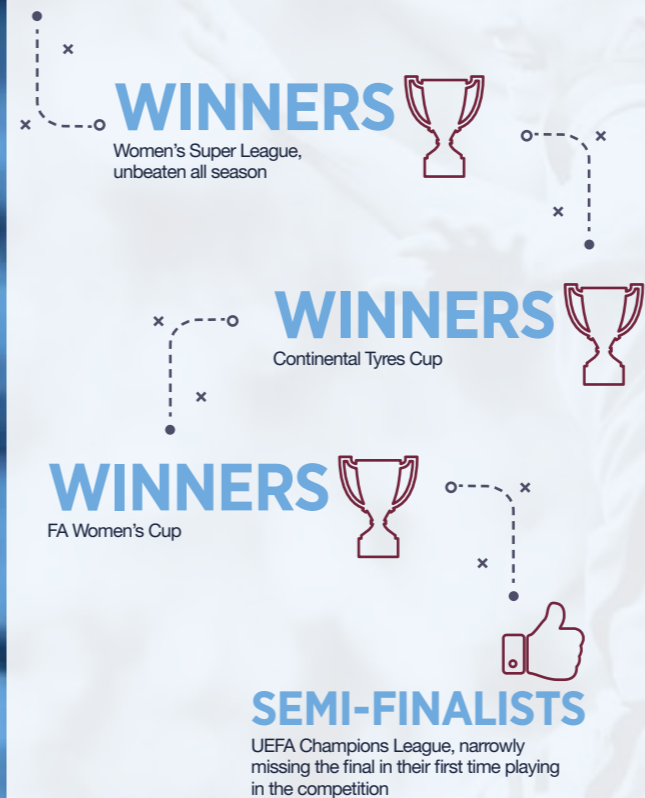 WINNERS
Women's Super League,
unbeaten all season
WINNERS
Continental Tyres Cup
WINNERS
FA Women's Cup
SEMI-FINALISTS
UEFA Champions League, narrowly
missing the final in their first time playing
in the competition